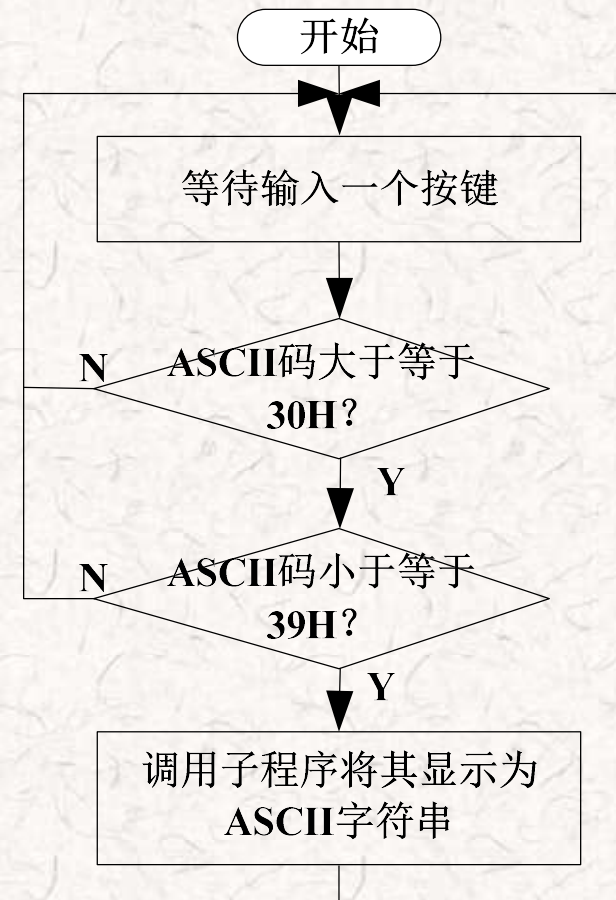 开始
等待输入一个按键
N
ASCII码大于等于
30H？
Y
N
ASCII码小于等于
39H？
Y
调用子程序将其显示为
ASCII字符串